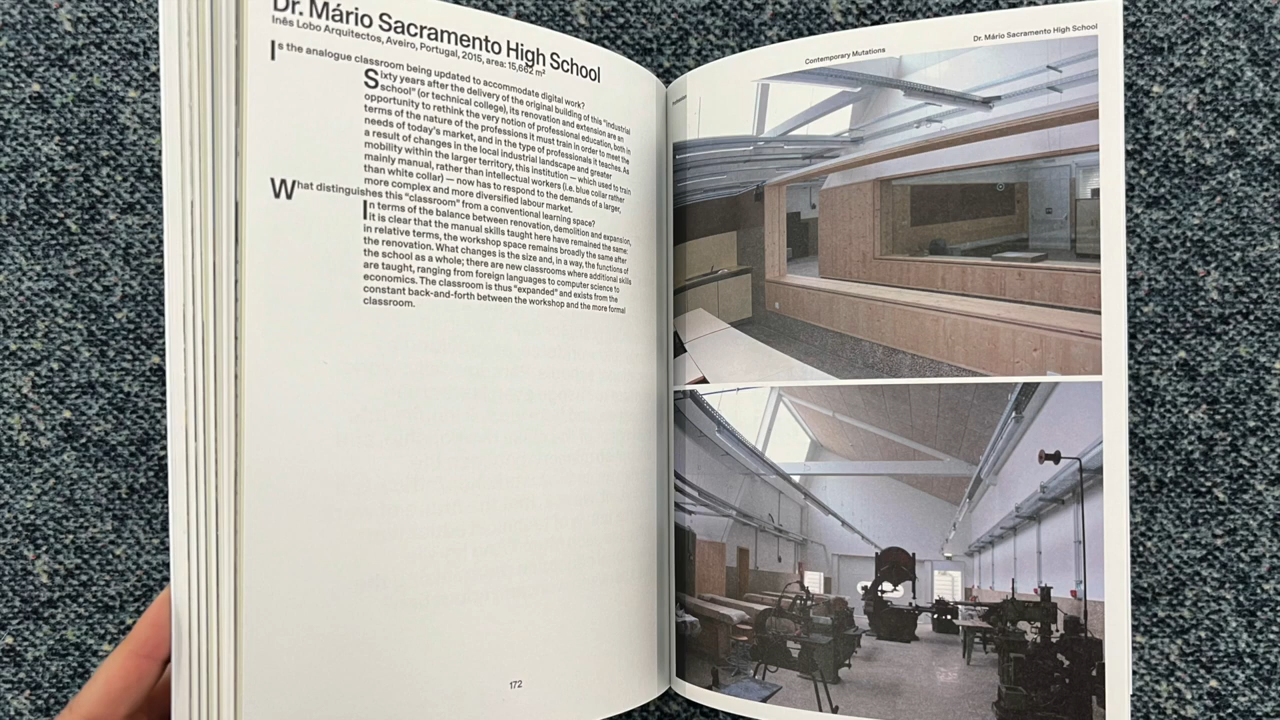 Dr. Mário Sacramento High School
Inês Lobo Arquitectos, Aveiro, Portugal, 2015, area: 15,662 m²
Is the analogue classroom being updated to accommodate digital work?
Sixty years after the delivery of the original building of this "industrial
school" (or technical college), its renovation and extension are an
opportunity to rethink the very notion of professional education, both in
terms of the nature of the professions it must train in order to meet the
needs of today's market, and in the type of professionals it teaches. As
a result of changes in the local industrial landscape and greater
mobility within the larger territory, this institution — which used to train
mainly manual, rather than intellectual workers (i.e. blue collar rather
than white collar) — now has to respond to the demands of a larger,
more complex and more diversified labour market.
What distinguishes this "classroom" from a conventional learning space?
In terms of the balance between renovation, demolition and expansion,
it is clear that the manual skills taught here have remained the same:
in relative terms, the workshop space remains broadly the same after
the renovation. What changes is the size and, in a way, the functions of
the school as a whole; there are new classrooms where additional skills
are taught, ranging from foreign languages to computer science to
economics. The classroom is thus "expanded" and exists from the
constant back-and-forth between the workshop and the more formal
classroom.
172
Contemporary Mutations
Dr. Mário Sacramento High School